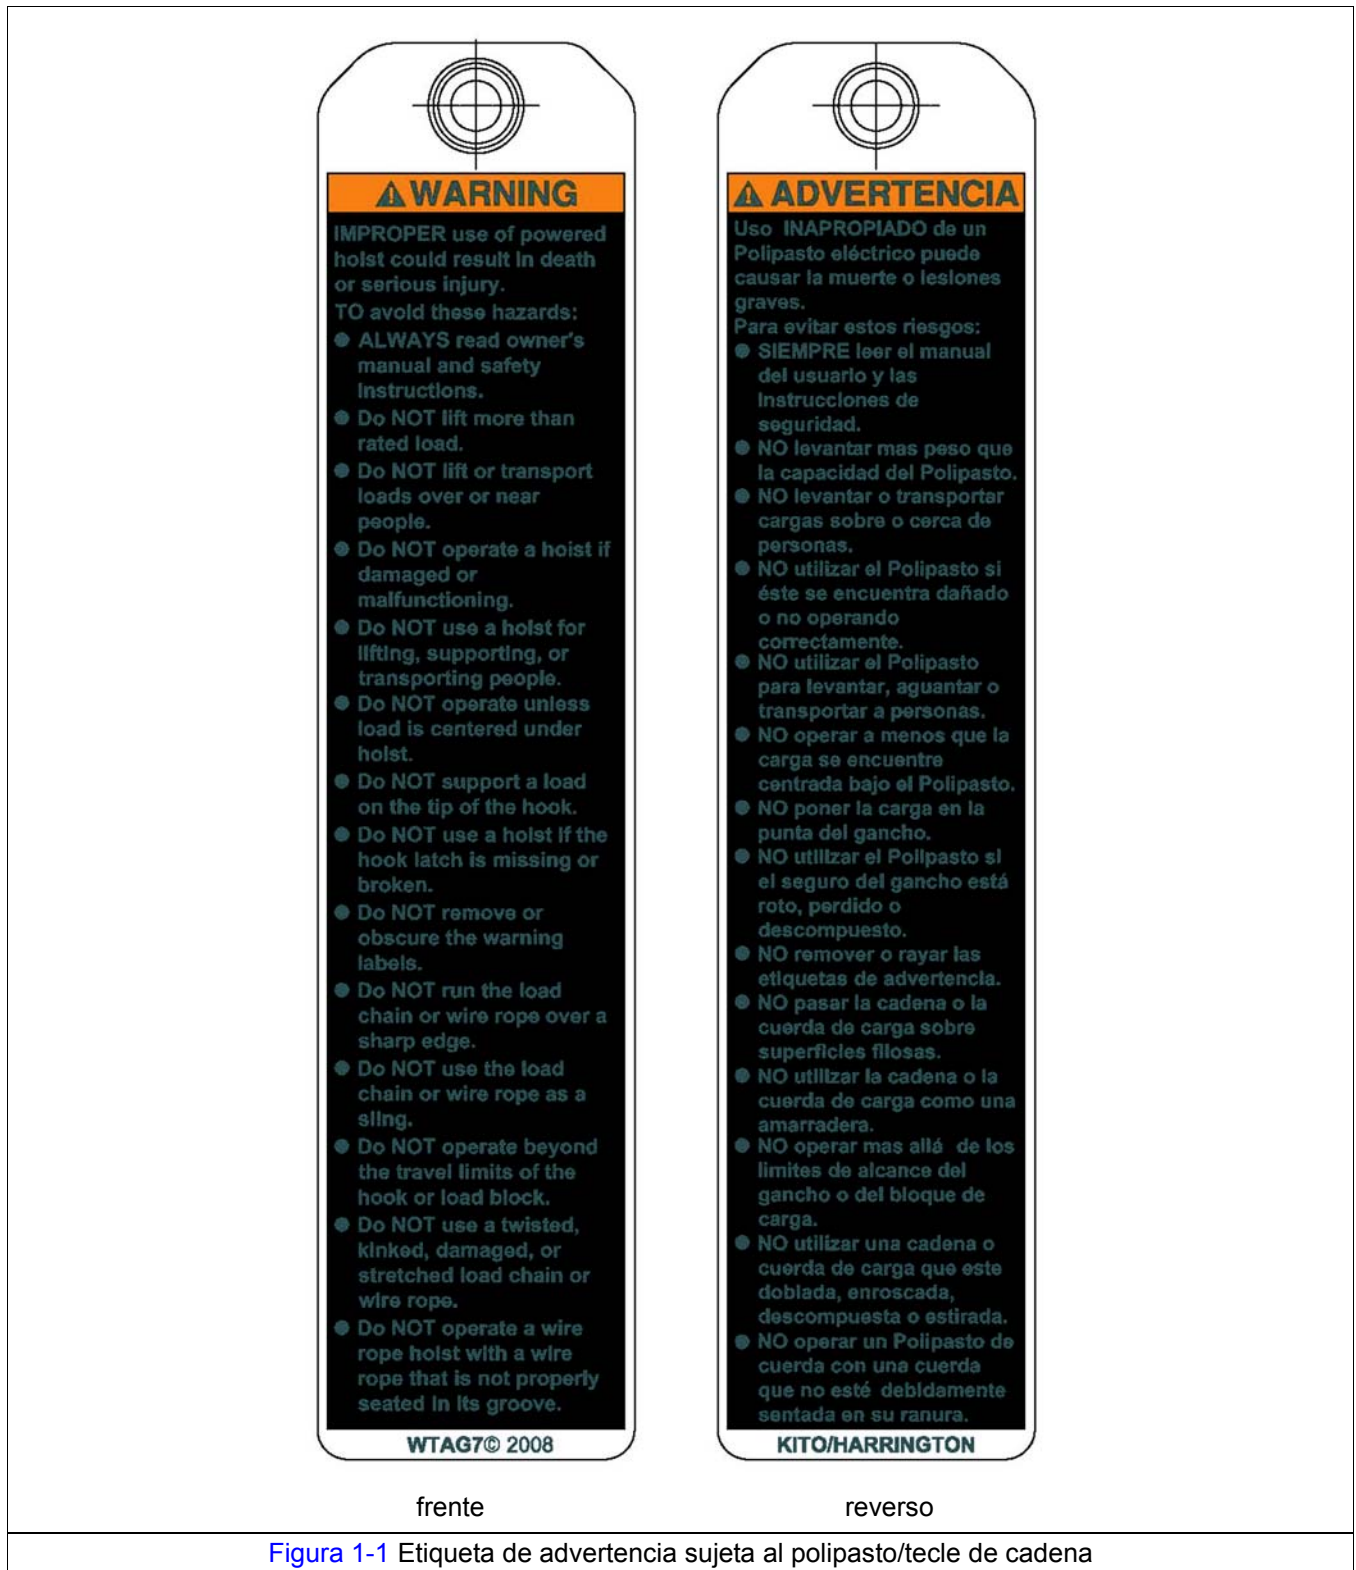 WARNING
IMPROPER use of powered
hoist could result in death
or serious injury.
TO avoid these hazards:
● ALWAYS read owner's
manual and safety
instructions.
● Do NOT lift more than
rated load.
● Do NOT lift or transport
loads over or near
people.
● Do NOT operate a hoist if
damaged or
malfunctioning.
● Do NOT use a hoist for
lifting, supporting, or
transporting people.
● Do NOT operate unless
load is centered under
hoist.
● Do NOT support a load
on the tip of the hook.
● Do NOT use a hoist if the
hook latch is missing or
broken.
● Do NOT remove or
obscure the warning
labels.
● Do NOT run the load
chain or wire rope over a
sharp edge.
● Do NOT use the load
chain or wire rope as a
sling.
● Do NOT operate beyond
the travel limits of the
hook or load block.
● Do NOT use a twisted,
kinked, damaged, or
stretched load chain or
wire rope.
● Do NOT operate a wire
rope hoist with a wire
rope that is not properly
seated in its groove.
WTAG7© 2008
frente
ADVERTENCIA
Uso INAPROPIADO de un
Polipasto eléctrico puede
causar la muerte o lesiones
graves.
Para evitar estos riesgos:
● SIEMPRE leer el manual
del usuario y las
instrucciones de
seguridad.
● NO levantar mas peso que
la capacidad del Polipasto.
● NO levantar o transportar
cargas sobre o cerca de
personas.
● NO utilizar el Polipasto si
éste se encuentra dañado
o no operando
correctamente.
● NO utilizar el Polipasto
para levantar, aguantar o
transportar a personas.
● NO operar a menos que la
carga se encuentre
centrada bajo el Polipasto.
● NO poner la carga en la
punta del gancho.
● NO utilizar el Polipasto si
el seguro del gancho está
roto, perdido o
descompuesto.
● NO remover o rayar las
etiquetas de advertencia.
● NO pasar la cadena o la
cuerda de carga sobre
superficies filosas.
● NO utilizar la cadena o la
cuerda de carga como una
amarradera.
● NO operar mas allá de los
limites de alcance del
gancho o del bloque de
carga.
● NO utilizar una cadena o
cuerda de carga que este
doblada, enroscada,
descompuesta o estirada.
● NO operar un Polipasto de
cuerda con una cuerda
que no esté debidamente
sentada en su ranura.
KITO/HARRINGTON
reverso
Figura 1-1 Etiqueta de advertencia sujeta al polipasto/tecle de cadena